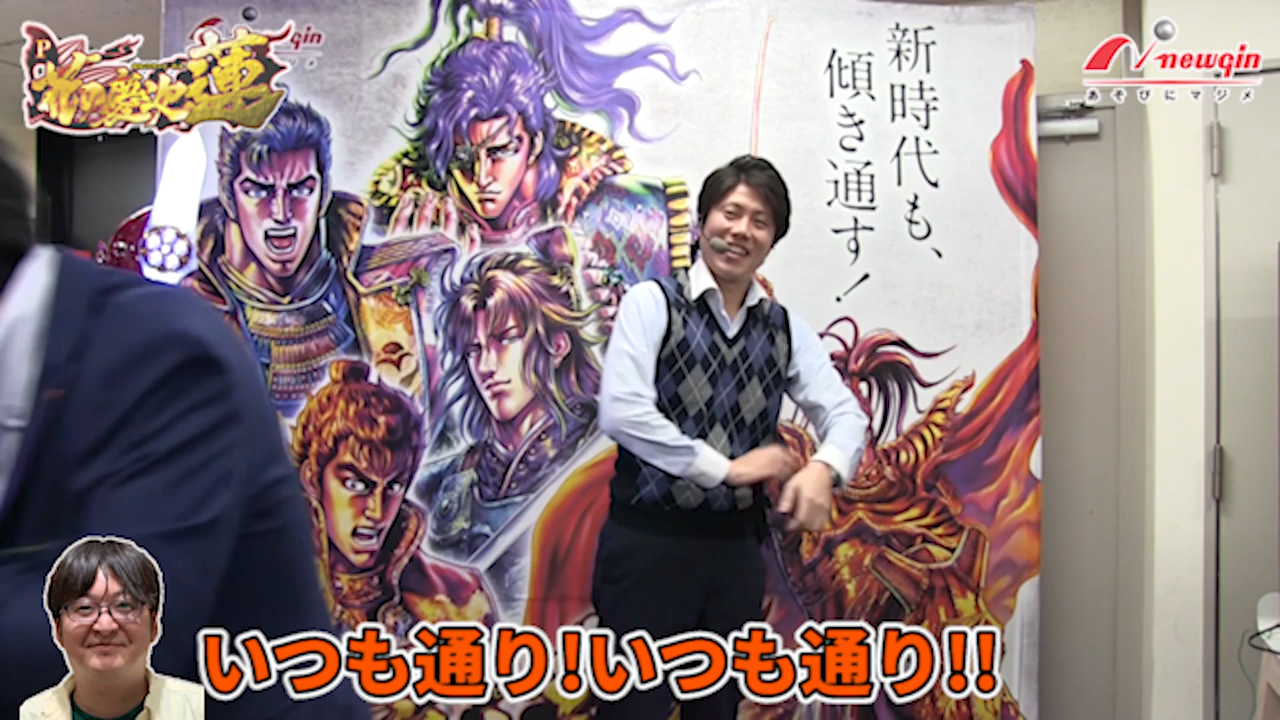 P
花の慶次 蓮
newgin
あそびにマジメ
新時代も、
傾き通す!
いつも通り!いつも通り!!